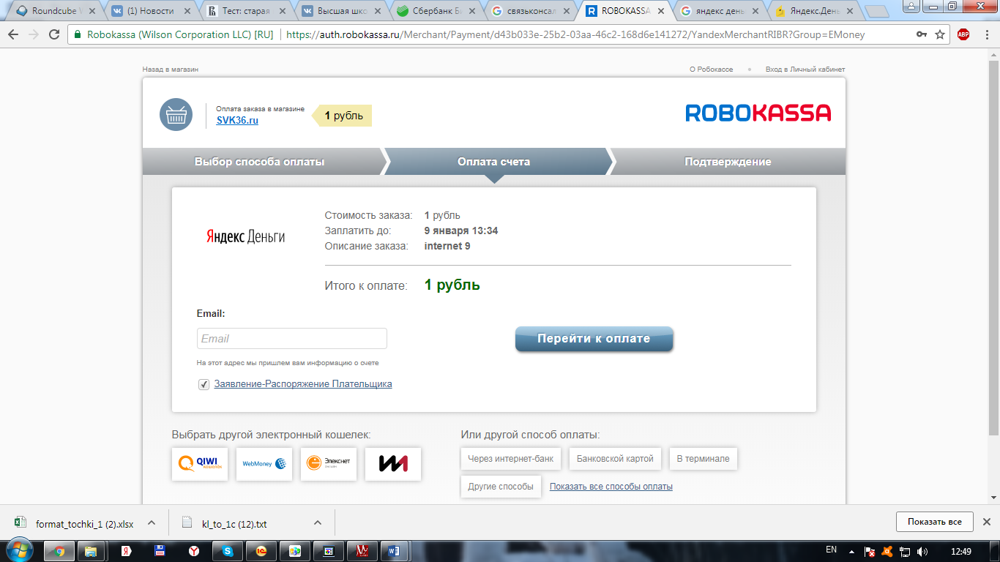 Roundcube W
(1) Новости
Тест: старая
Высшая шко
Сбербанк Б
связьконсал
ROBOKASSA
яндекс день
Яндекс.Ден
Robokassa (Wilson Corporation LLC) [RU]
https://auth.robokassa.ru/Merchant/Payment/d43b033e-25b2-03aa-46c2-168d6e141272/YandexMerchantRIBR?Group=EMoney
ABP
Назад в магазин
О Робокассе
Вход в Личный кабинет
Оплата заказа в магазине
SVK36.ru
1 рубль
ROBOKASSA
Выбор способа оплаты
Оплата счета
Подтверждение
Яндекс Деньги
Стоимость заказа: 1 рубль
Заплатить до: 9 января 13:34
Описание заказа: internet 9
Итого к оплате: 1 рубль
Email:
Email
Перейти к оплате
На этот адрес мы пришлем вам информацию о счете
Заявление-Распоряжение Плательщика
Выбрать другой электронный кошелек:
Или другой способ оплаты:
QIWI
КОШЕЛЕК
WebMoney
Элекснет
Через интернет-банк
Банковской картой
В терминале
Другие способы
Показать все способы оплаты
format_tochki_1 (2).xlsx
kl_to_1c (12).txt
Показать все
EN
12:49